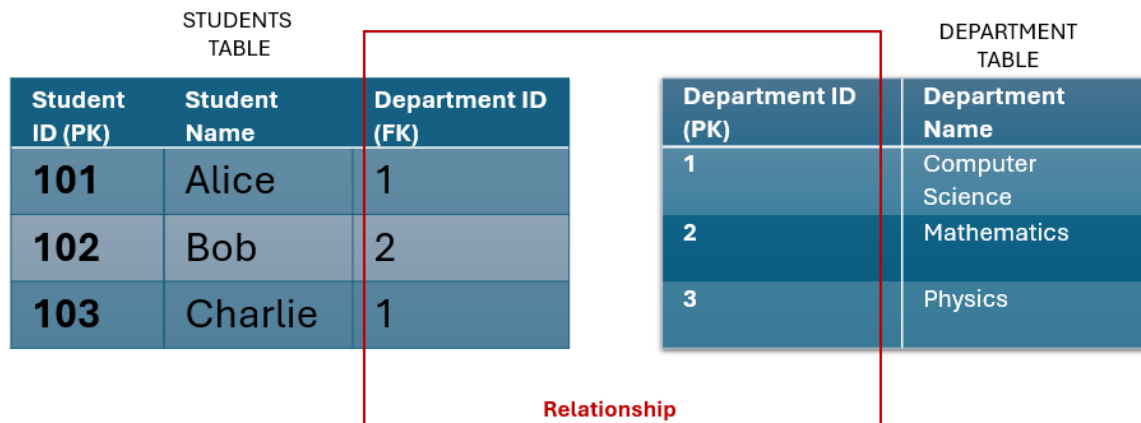 STUDENTS
TABLE
Student
ID (PK)
Student
Name
Department ID
(FK)
101
Alice
1
102
Bob
2
103
Charlie
1
DEPARTMENT
TABLE
Department ID
(PK)
Department
Name
1
Computer
Science
2
Mathematics
3
Physics
Relationship